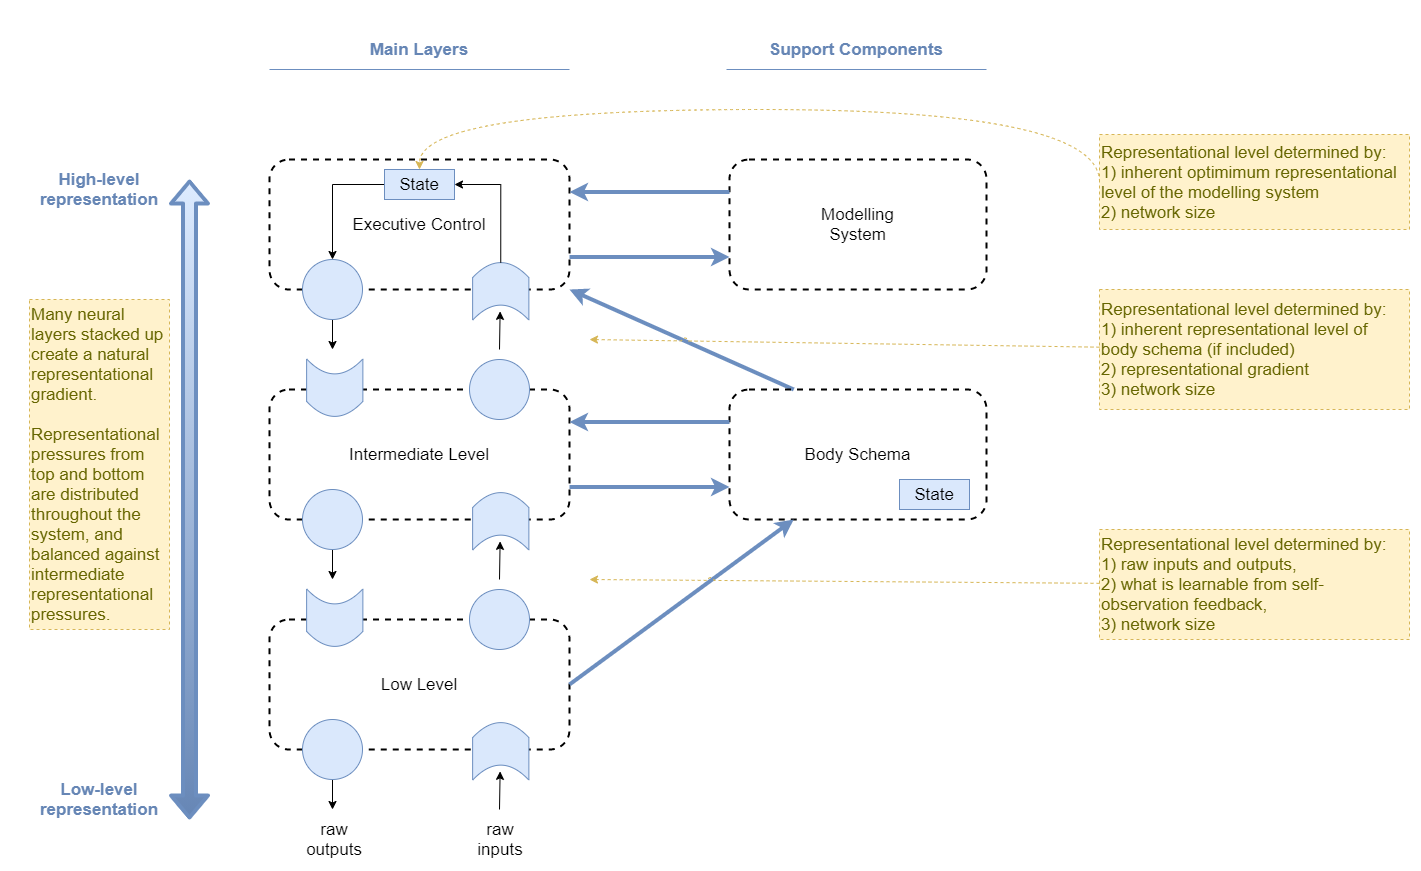 Main Layers
Support Components
High-level
representation
State
Executive Control
Modelling
System
Representational level determined by:
1) inherent optimimum representational
level of the modelling system
2) network size
Many neural
layers stacked up
create a natural
representational
gradient.
Representational
pressures from
top and bottom
are distributed
throughout the
system, and
balanced against
intermediate
representational
pressures.
Representational level determined by:
1) inherent representational level of
body schema (if included)
2) representational gradient
3) network size
Intermediate Level
Body Schema
State
Representational level determined by:
1) raw inputs and outputs,
2) what is learnable from self-
observation feedback,
3) network size
Low Level
Low-level
representation
raw
outputs
raw
inputs